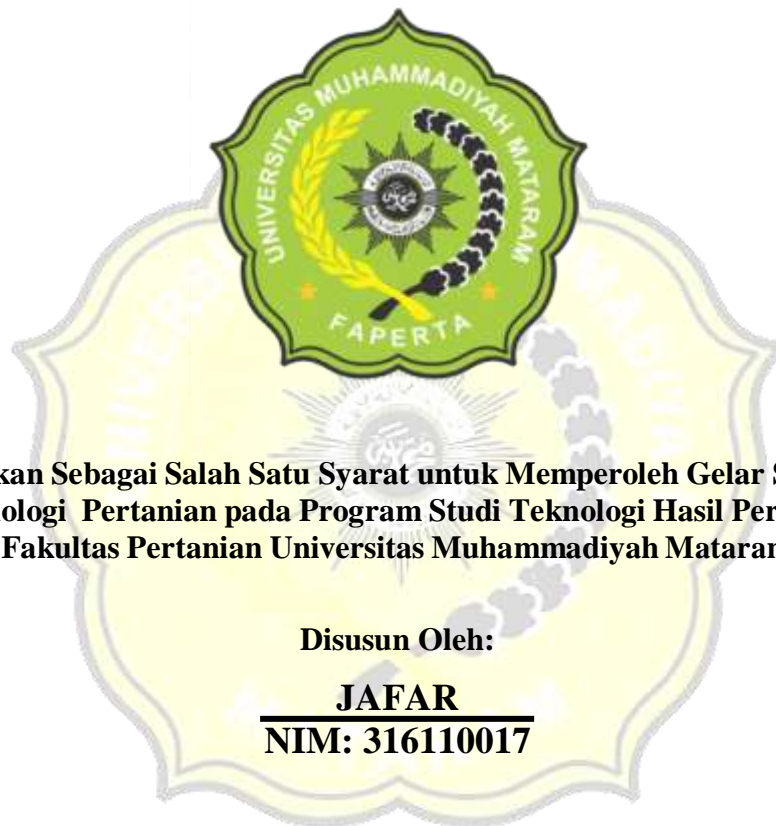 UNIVERSITAS MUHAMMADIYAH MATARAM
FAPERTA
Sebagai Salah Satu Syarat untuk Memperoleh Gelar
Pertanian pada Program Studi Teknologi Hasil
Fakultas Pertanian Universitas Muhammadiyah
Disusun Oleh:
JAFAR
NIM: 316110017